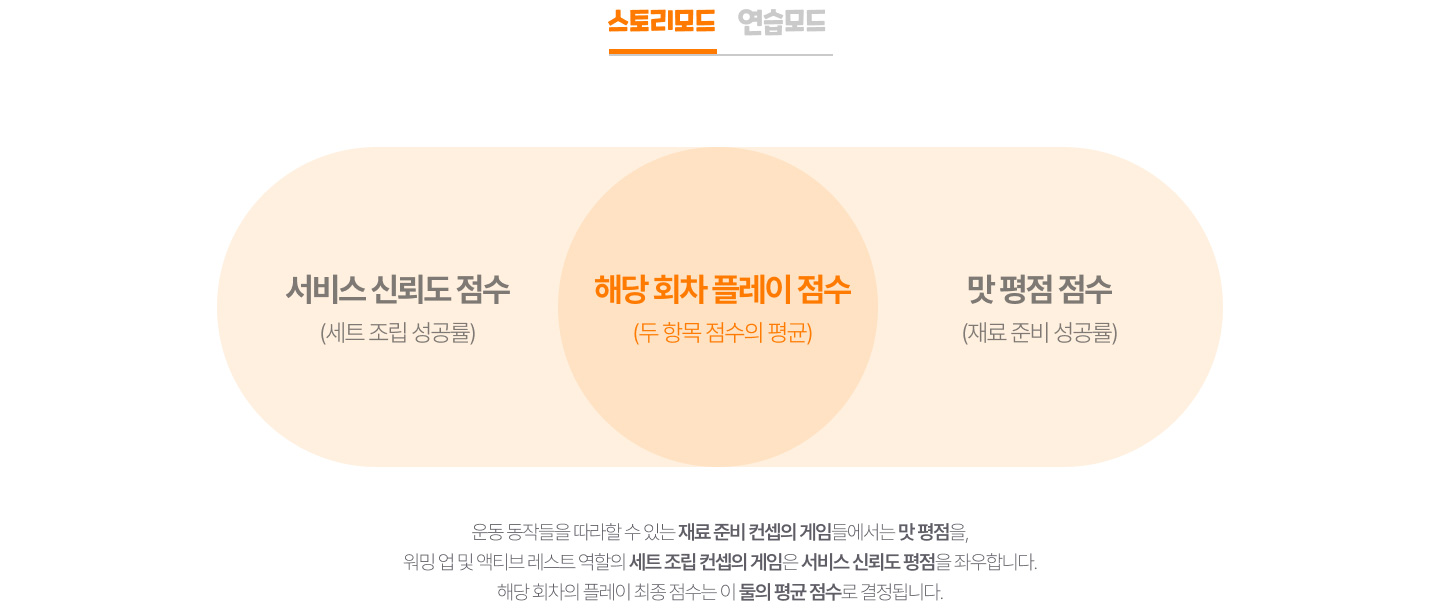 스토리모드 연습모드
서비스 신뢰도 점수
(세트 조립 성공률)
해당 회차 플레이 점수
(두 항목 점수의 평균)
맛 평점 점수
(재료 준비 성공률)
운동 동작들을 따라할 수 있는 재료 준비 컨셉의 게임들에서는 맛 평점을,
워밍 업 및 액티브 레스트 역할의 세트 조립 컨셉의 게임은 서비스 신뢰도 평점을 좌우합니다.
해당 회차의 플레이 최종 점수는 이 둘의 평균 점수로 결정됩니다.